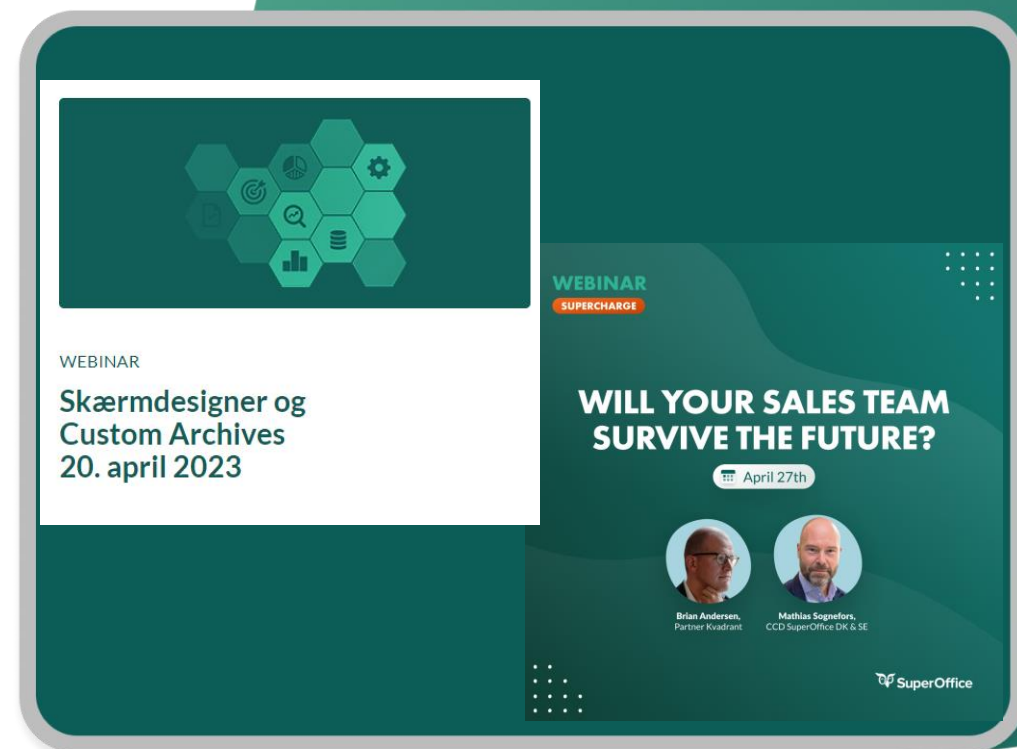 WEBINAR
Skærmdesigner og
Custom Archives
20. april 2023
WEBINAR
SUPERCHARGE
WILL YOUR SALES TEAM
SURVIVE THE FUTURE?
April 27th
Brian Andersen,
Partner Kvadrant
Mathias Sognefors,
CCD SuperOffice DK & SE
SuperOffice